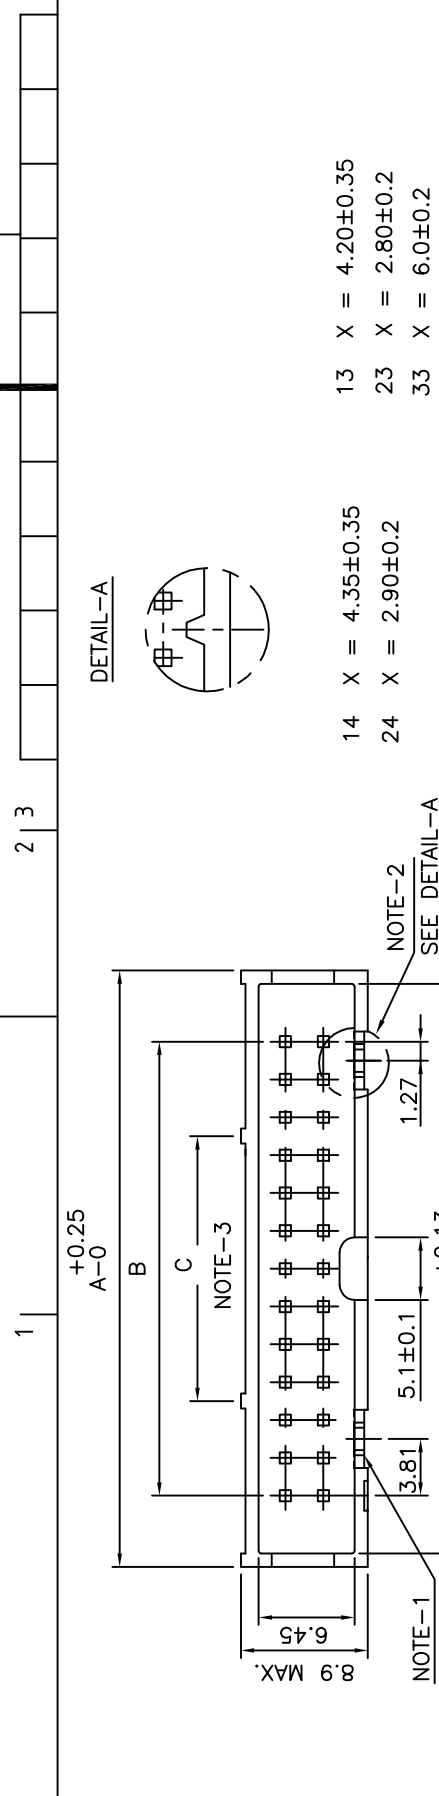 1
2
3
+0.25
A-0
B
C
NOTE-3
DETAIL-A
NOTE-2
SEE DETAIL-A
1.27
5.1±0.1
3.81
NOTE-1
6.45
8.9 MAX.
14 X = 4.35±0.35
24 X = 2.90±0.2
13 X = 4.20±0.35
23 X = 2.80±0.2
33 X = 6.0±0.2